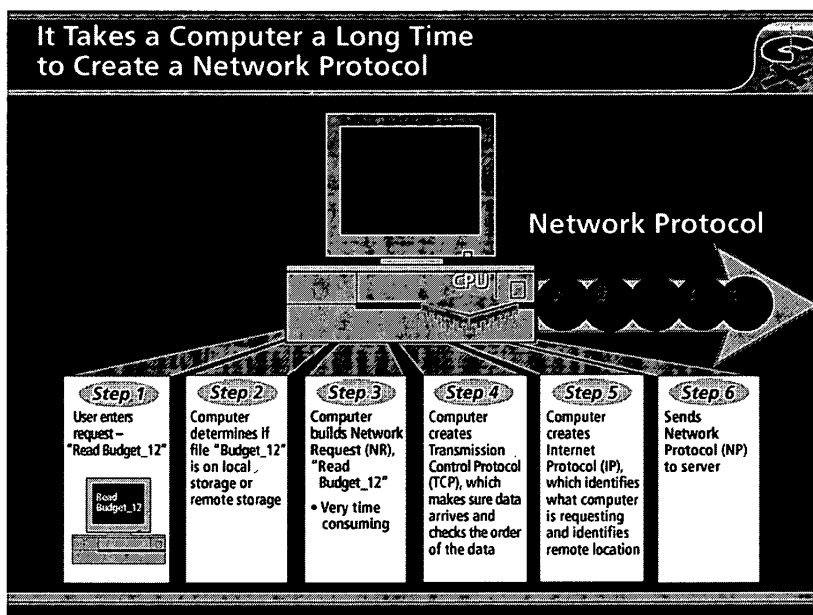 It Takes a Computer a Long Time
to Create a Network Protocol
Network Protocol
CPU
Step 1
User enters
request –
"Read Budget_12"
Read
Budget_12
Step 2
Computer
determines if
file "Budget_12"
is on local
storage or
remote storage
Step 3
Computer
builds Network
Request (NR),
"Read
Budget_12"
• Very time
consuming
Step 4
Computer
creates
Transmission
Control Protocol
(TCP), which
makes sure data
arrives and
checks the order
of the data
Step 5
Computer
creates
Internet
Protocol (IP),
which identifies
what computer
is requesting
and identifies
remote location
Step 6
Sends
Network
Protocol (NP)
to server